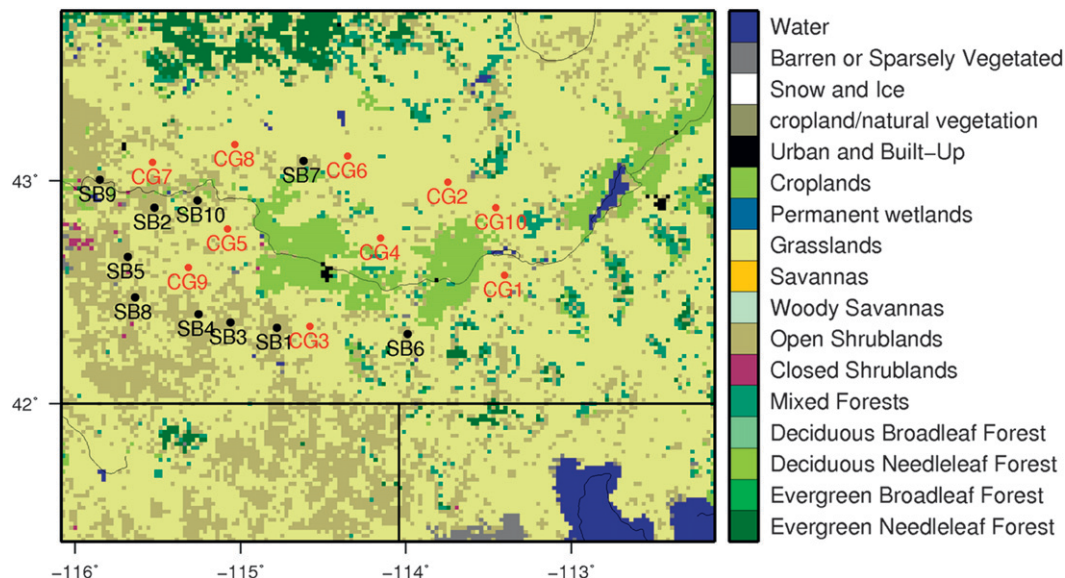 Water
Barren or Sparsely Vegetated
Snow and Ice
cropland/natural vegetation
Urban and Built–Up
Croplands
Permanent wetlands
Grasslands
Savannas
Woody Savannas
Open Shrublands
Closed Shrublands
Mixed Forests
Deciduous Broadleaf Forest
Deciduous Needleleaf Forest
Evergreen Broadleaf Forest
Evergreen Needleleaf Forest
43°
42°
CG8
CG7
SB7
CG6
SB9
CG2
SB2
SB10
CG10
CG5
CG4
SB5
CG9
CG1
SB8
SB4
SB3
SB1
CG3
SB6
−116°
−115°
−114°
−113°